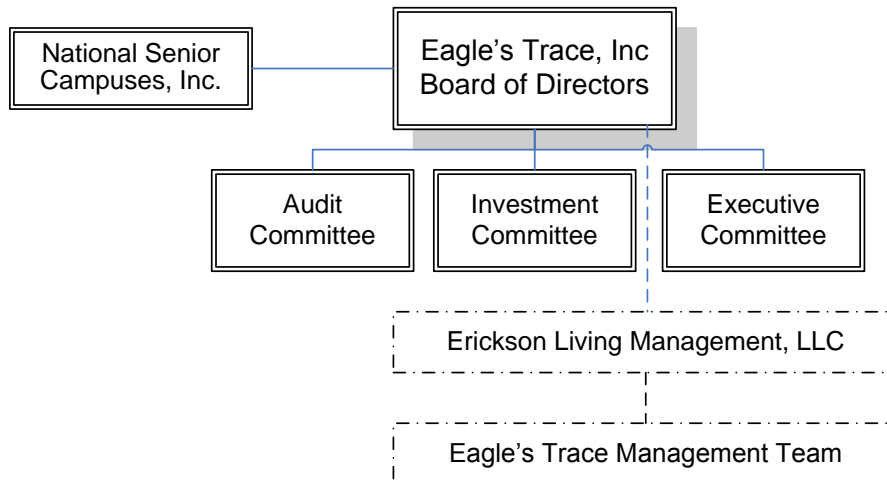 National Senior
Campuses, Inc.
Eagle’s Trace, Inc
Board of Directors
Audit
Committee
Investment
Committee
Executive
Committee
Erickson Living Management, LLC
Eagle’s Trace Management Team